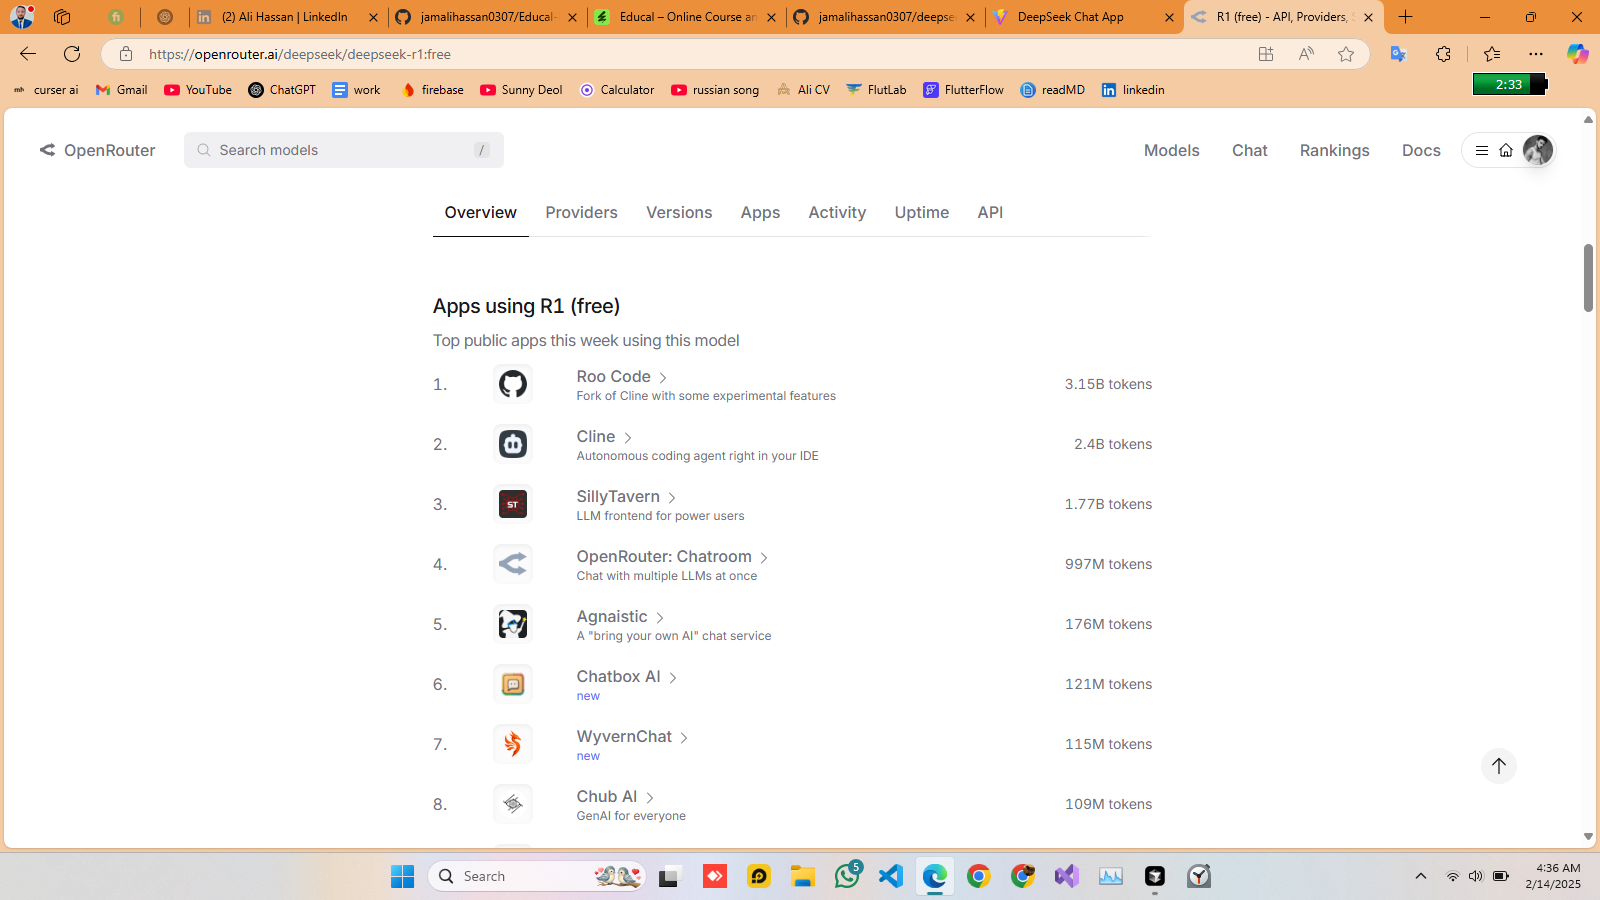 (2) Ali Hassan | LinkedIn
jamalihassan0307/Educal-
Educal – Online Course an
jamalihassan0307/deepse
DeepSeek Chat App
R1 (free) - API, Providers,
https://openrouter.ai/deepseek/deepseek-r1:free
curser ai
Gmail
YouTube
ChatGPT
work
firebase
Sunny Deol
Calculator
russian song
Ali CV
FlutLab
FlutterFlow
readMD
linkedin
2:33
OpenRouter
Search models
/
Models
Chat
Rankings
Docs
Overview
Providers
Versions
Apps
Activity
Uptime
API
Apps using R1 (free)
Top public apps this week using this model
1.
Roo Code
3.15B tokens
Fork of Cline with some experimental features
2.
Cline
2.4B tokens
Autonomous coding agent right in your IDE
3.
ST
SillyTavern
1.77B tokens
LLM frontend for power users
4.
OpenRouter: Chatroom
997M tokens
Chat with multiple LLMs at once
5.
Agnaistic
176M tokens
A "bring your own AI" chat service
6.
Chatbox AI
121M tokens
new
7.
WyvernChat
115M tokens
new
8.
Chub AI
109M tokens
GenAI for everyone
Search
5
4:36 AM
2/14/2025